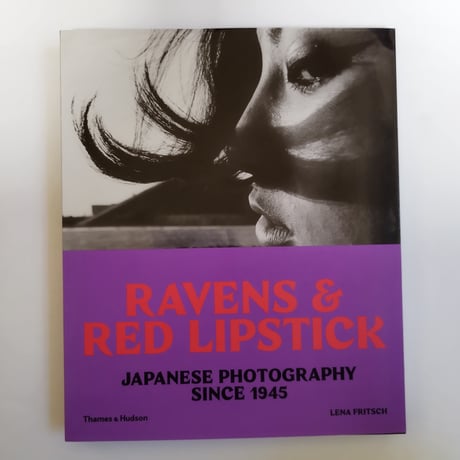 RAVENS &
RED LIPSTICK
JAPANESE PHOTOGRAPHY
SINCE 1945
Thames & Hudson
LENA FRITSCH